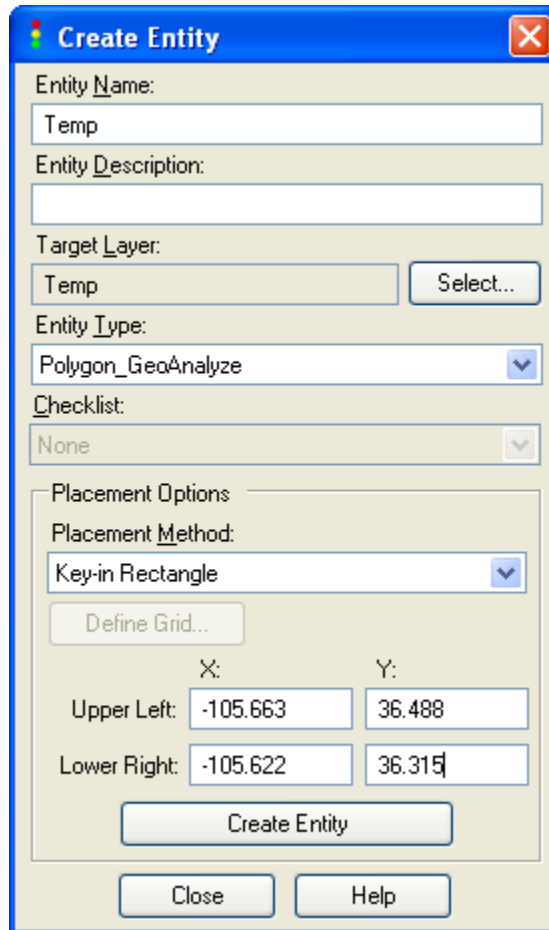 Create Entity
Entity Name:
Temp
Entity Description:
Target Layer:
Temp
Select...
Entity Type:
Polygon_GeoAnalyze
Checklist:
None
Placement Options
Placement Method:
Key-in Rectangle
Define Grid...
X: Y:
Upper Left: -105.663 36.488
Lower Right: -105.622 36.315
Create Entity
Close Help